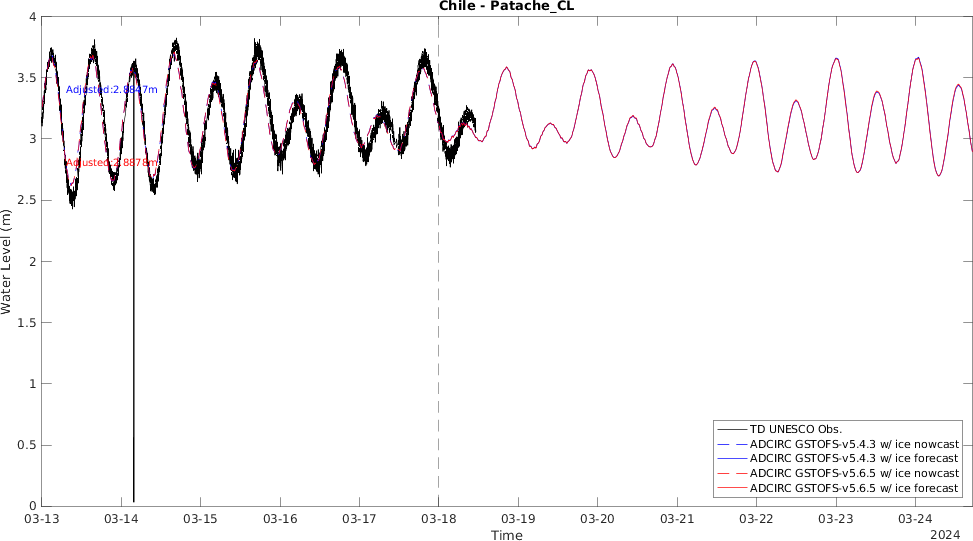 Chile - Patache_CL
4
3.5
3
2.5
2
1.5
1
0.5
0
Water Level (m)
Adjusted:2.8847m
Adjusted:2.8878m
TD UNESCO Obs.
ADCIRC GSTOFS-v5.4.3 w/ ice nowcast
ADCIRC GSTOFS-v5.4.3 w/ ice forecast
ADCIRC GSTOFS-v5.6.5 w/ ice nowcast
ADCIRC GSTOFS-v5.6.5 w/ ice forecast
03-13 03-14 03-15 03-16 03-17 03-18 03-19 03-20 03-21 03-22 03-23 03-24
Time
2024